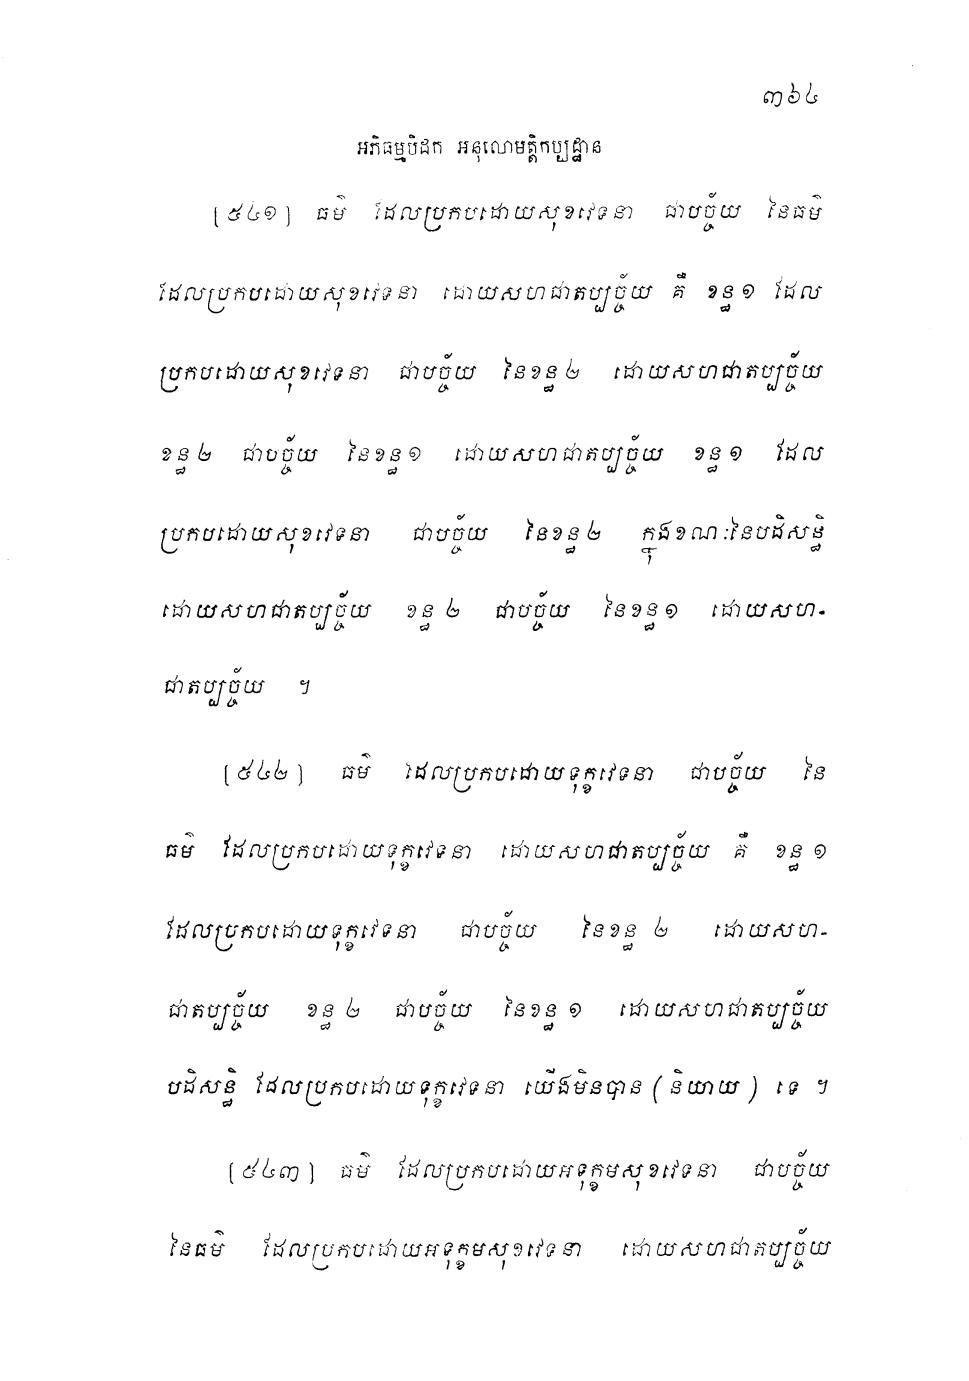 ៣៦៤
អភិធម្មបិដក អនុលោមត្តិកប្បដ្ឋាន
[៥៤១] ធម៌ ដែលប្រកបដោយសុខវេទនា ជាបច្ច័យ នៃធម៌
ដែលប្រកបដោយសុខវេទនា ដោយសហជាតប្បច្ច័យ គឺ ខន្ធ១ ដែល
ប្រកបដោយសុខវេទនា ជាបច្ច័យ នៃខន្ធ២ ដោយសហជាតប្បច្ច័យ
ខន្ធ២ ជាបច្ច័យ នៃខន្ធ១ ដោយសហជាតប្បច្ច័យ ខន្ធ១ ដែល
ប្រកបដោយសុខវេទនា ជាបច្ច័យ នៃខន្ធ២ ក្នុងខណៈនៃបដិសន្ធិ
ដោយសហជាតប្បច្ច័យ ខន្ធ២ ជាបច្ច័យ នៃខន្ធ១ ដោយសហ-
ជាតប្បច្ច័យ ។
[៥៤២] ធម៌ ដែលប្រកបដោយទុក្ខវេទនា ជាបច្ច័យ នៃ
ធម៌ ដែលប្រកបដោយទុក្ខវេទនា ដោយសហជាតប្បច្ច័យ គឺ ខន្ធ១
ដែលប្រកបដោយទុក្ខវេទនា ជាបច្ច័យ នៃខន្ធ ២ ដោយសហ-
ជាតប្បច្ច័យ ខន្ធ ២ ជាបច្ច័យ នៃខន្ធ ១ ដោយសហជាតប្បច្ច័យ
បដិសន្ធិ ដែលប្រកបដោយទុក្ខវេទនា យើងមិនបាន (និយាយ) ទេ ។
[៥៤៣] ធម៌ ដែលប្រកបដោយអទុក្ខមសុខវេទនា ជាបច្ច័យ
នៃធម៌ ដែលប្រកបដោយអទុក្ខមសុខវេទនា ដោយសហជាតប្បច្ច័យ